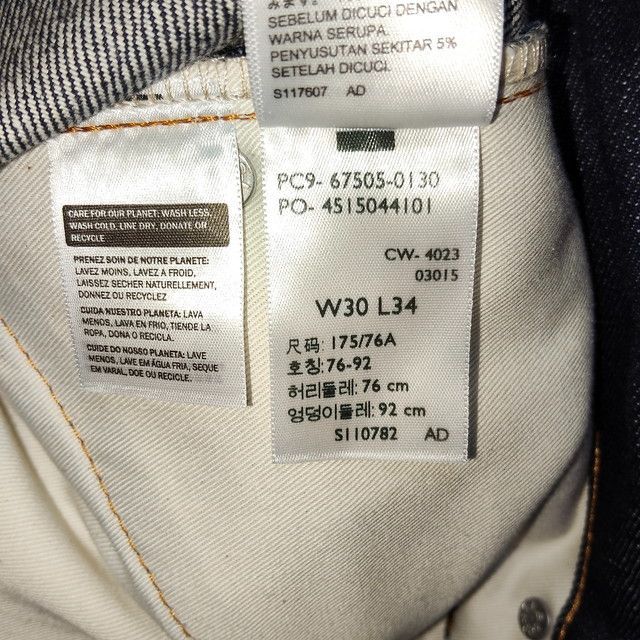 みます。
SEBELUM DICUCI DENGAN
WARNA SERUPA.
PENYUSUTAN SEKITAR 5%
SETELAH DICUCI.
S117607 AD
CARE FOR OUR PLANET: WASH LESS,
WASH COLD, LINE DRY, DONATE OR
RECYCLE
PRENEZ SOIN DE NOTRE PLANETE:
LAVEZ MOINS, LAVEZ A FROID,
LAISSEZ SECHER NATURELLEMENT,
DONNEZ OU RECYCLEZ
CUIDA NUESTRO PLANETA: LAVA
MENOS, LAVA EN FRIO, TIENDE LA
ROPA, DONA O RECICLA.
CUIDE DO NOSSO PLANETA: LAVE
MENOS, LAVE EM ÁGUA FRIA, SEQUE
EM VARAL, DOE OU RECICLE.
PC9- 67505-0130
PO- 4515044101
CW- 4023
03015
W30 L34
尺码: 175/76A
호칭: 76-92
허리둘레: 76 cm
엉덩이둘레: 92 cm
S110782 AD